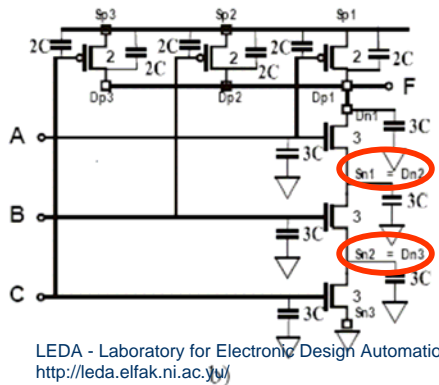 Sp3 Sp2 Sp1
2C 2C 2C
2 2 2
2C 2C 2C
Dp3 Dp2 Dp1 F
Dn1
A 3 3C
3C
Sn1 = Dn2
3C
B 3
3C
Sn2 = Dn3
3C
C 3
3C Sn3
LEDA - Laboratory for Electronic Design Automatio
http://leda.elfak.ni.ac.yu/